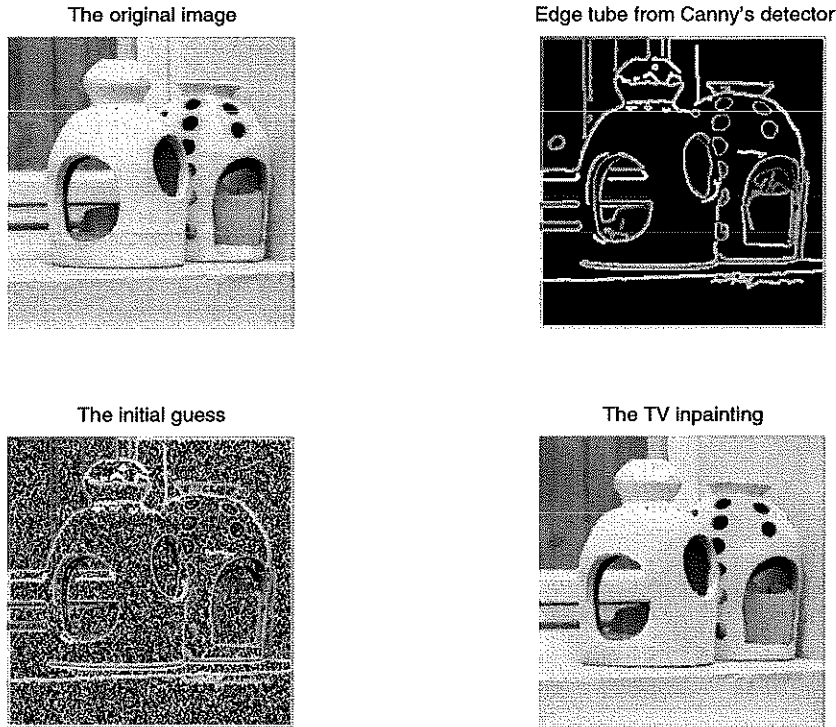 The original image
Edge tube from Canny's detector
The initial guess
The TV inpainting